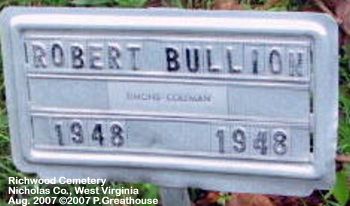 ROBERT BULLION
SIMONS-COLEMAN
1948 1948
Richwood Cemetery
Nicholas Co., West Virginia
Aug. 2007 ©2007 P.Greathouse